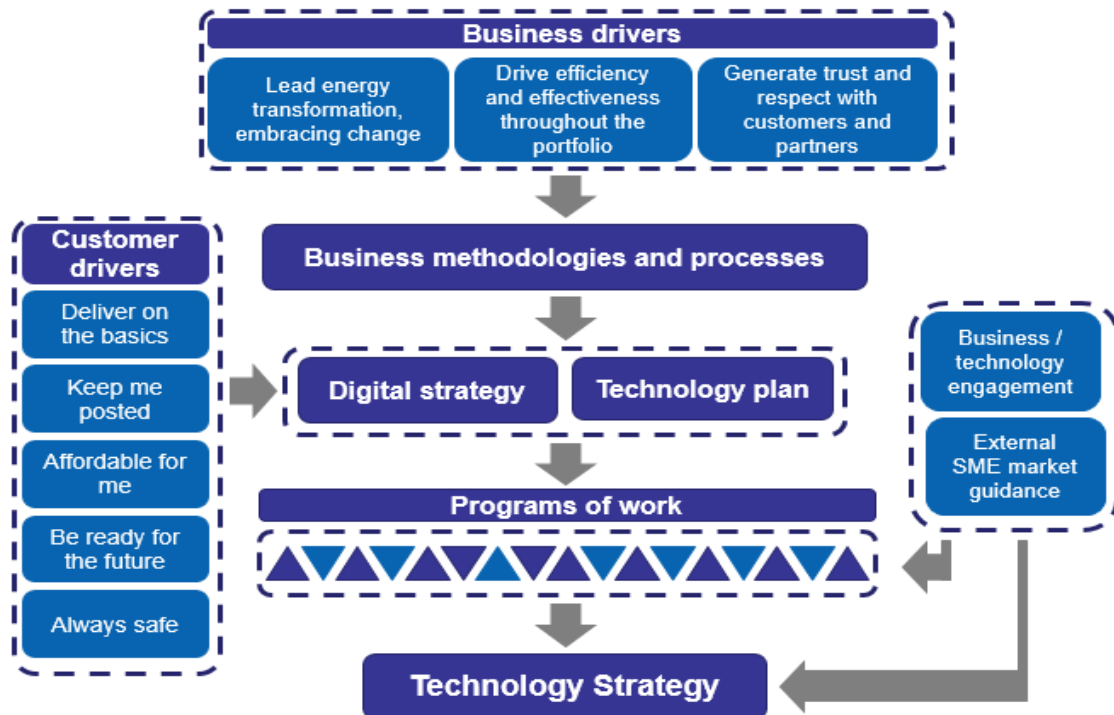 Business drivers
Lead energy
transformation,
embracing change
Drive efficiency
and effectiveness
throughout the
portfolio
Generate trust and
respect with
customers and
partners
Business methodologies and processes
Customer
drivers
Deliver on
the basics
Keep me
posted
Affordable for
me
Be ready for
the future
Always safe
Digital strategy
Technology plan
Business /
technology
engagement
External
SME market
guidance
Programs of work
Technology Strategy